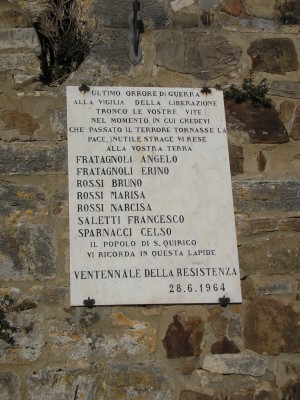 ULTIMO ORRORE DI GUERRA
ALLA VIGILIA DELLA LIBERAZIONE
TRONCÒ LE VOSTRE VITE
NEL MOMENTO IN CUI CREDEVI
CHE PASSATO IL TERRORE TORNASSE LA
PACE, INUTILE STRAGE VI RESE
ALLA VOSTRA TERRA
FRATAGNOLI ANGELO
FRATAGNOLI ERINO
ROSSI BRUNO
ROSSI MARISA
ROSSI NARCISA
SALETTI FRANCESCO
SPARNACCI CELSO
IL POPOLO DI S. QUIRICO
VI RICORDA IN QUESTA LAPIDE
VENTENNALE DELLA RESISTENZA
28.6.1964